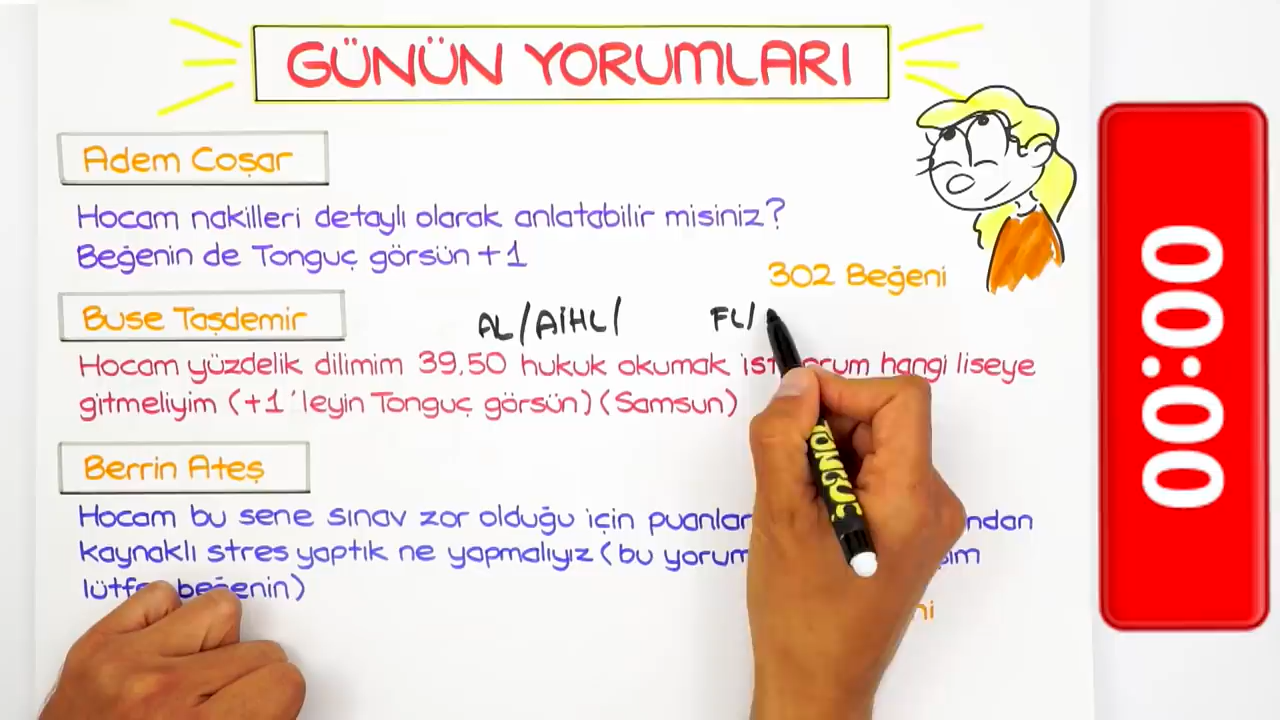 GÜNÜN YORUMLARI
Adem Coşar
Hocam nakilleri detaylı olarak anlatabilir misiniz?
Beğenin de Tonguç görsün +1
302 Beğeni
Buse Taşdemir
AL/AİHL/ FL/
Hocam yüzdelik dilimim 39,50 hukuk okumak hangi liseye
gitmeliyim (+1'leyin Tonguç görsün) (Samsun)
Berrin Ateş
Hocam bu sene sınav zor olduğu için
kaynaklı stres yaptık ne yapmalıyız (bu
beğenin)
TONGUÇ
00:00